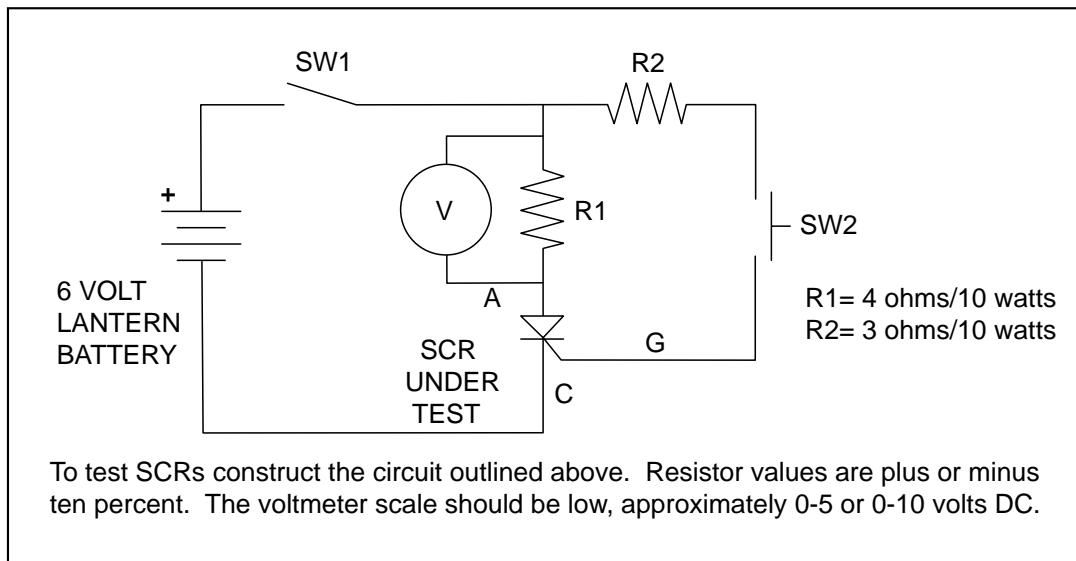 SW1
R2
+
V
R1
SW2
A
6 VOLT
LANTERN
BATTERY
R1= 4 ohms/10 watts
R2= 3 ohms/10 watts
SCR
UNDER
TEST
G
C
To test SCRs construct the circuit outlined above. Resistor values are plus or minus
ten percent. The voltmeter scale should be low, approximately 0-5 or 0-10 volts DC.